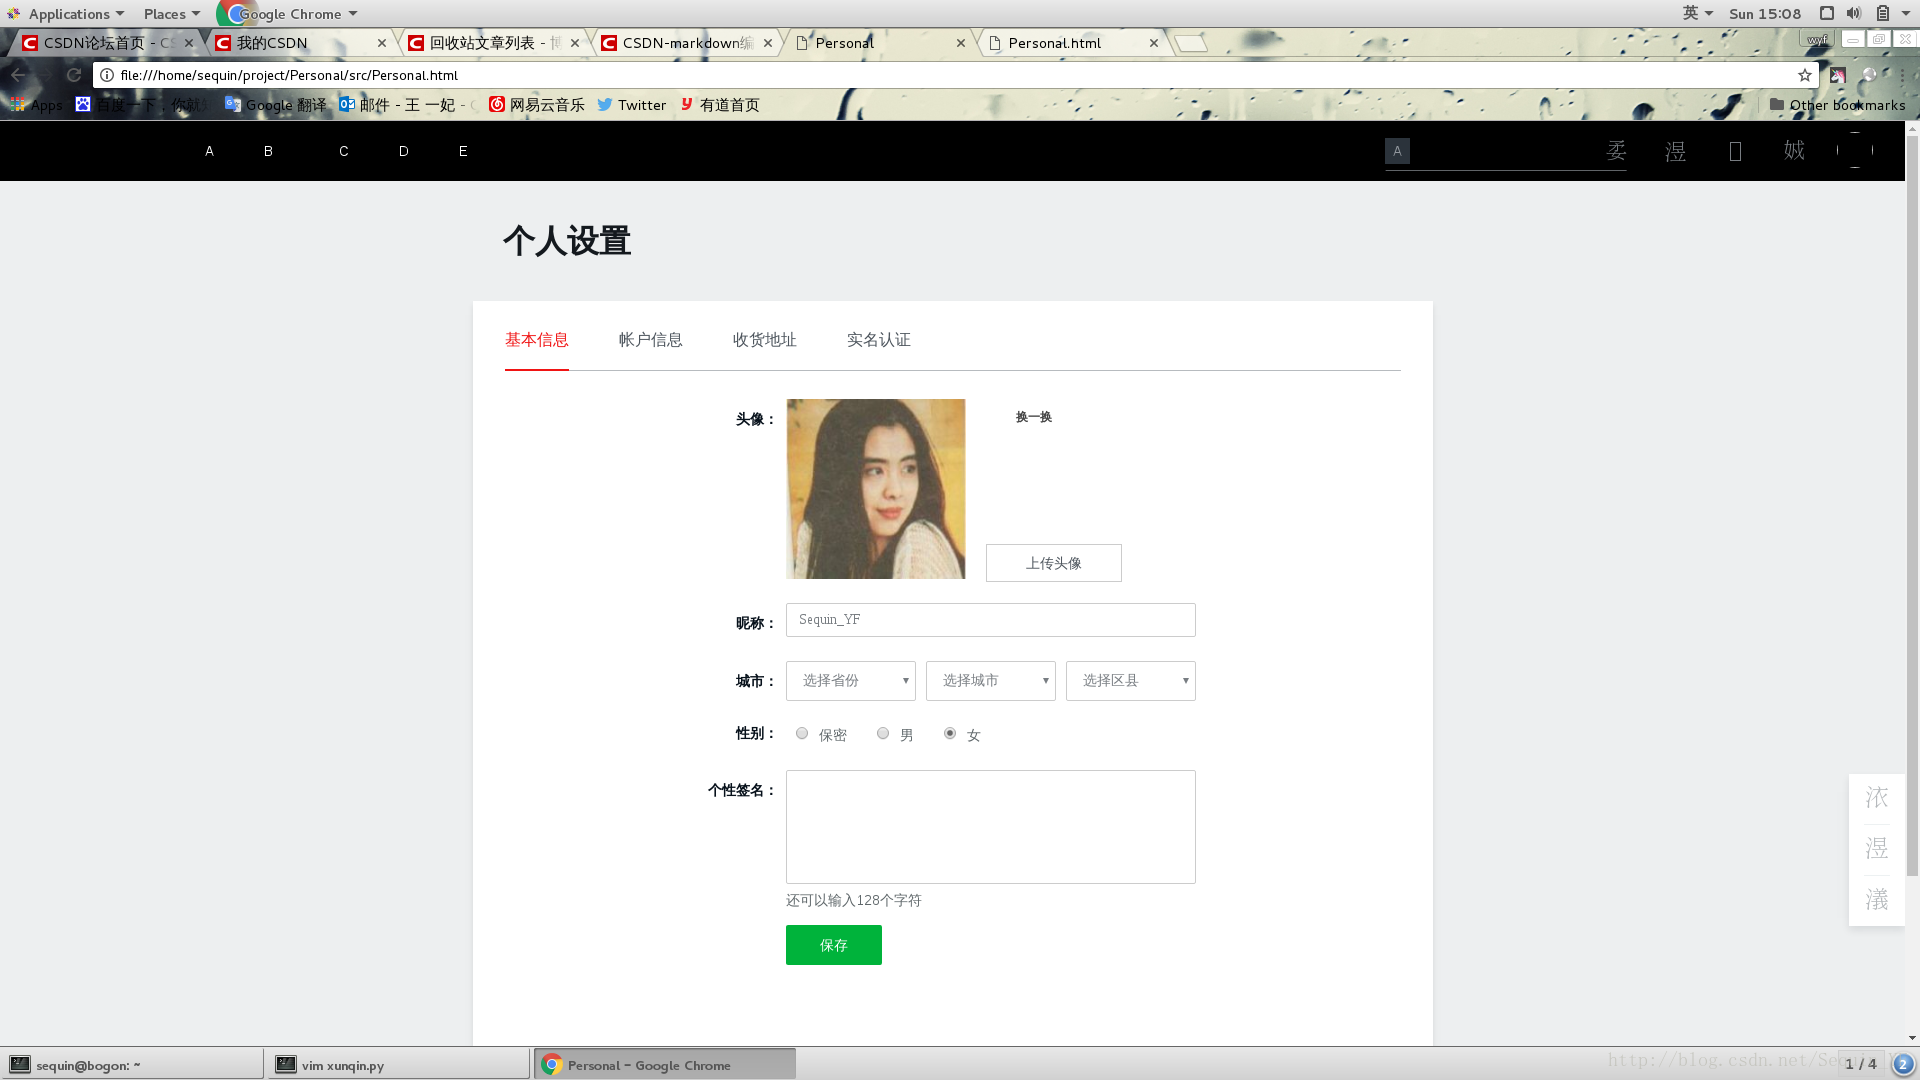 Applications Places Google Chrome 英 Sun 15:08
CSDN论坛首页 - CS 我的CSDN 回收站文章列表 - 博 CSDN-markdown编 Personal Personal.html wyf
file:///home/sequin/project/Personal/src/Personal.html
Apps 百度一下，你就知 Google 翻译 邮件 - 王 一妃 - O 网易云音乐 Twitter 有道首页 Other bookmarks
A B C D E A
个人设置
基本信息 帐户信息 收货地址 实名认证
头像： 换一换
上传头像
昵称： Sequin_YF
城市： 选择省份 选择城市 选择区县
性别： 保密 男 女
个性签名：
浓
湿
还可以输入128个字符
保存
sequin@bogon: ~ vim xunqin.py Personal - Google Chrome 1 / 4 2
http://blog.csdn.net/Sequin_YF